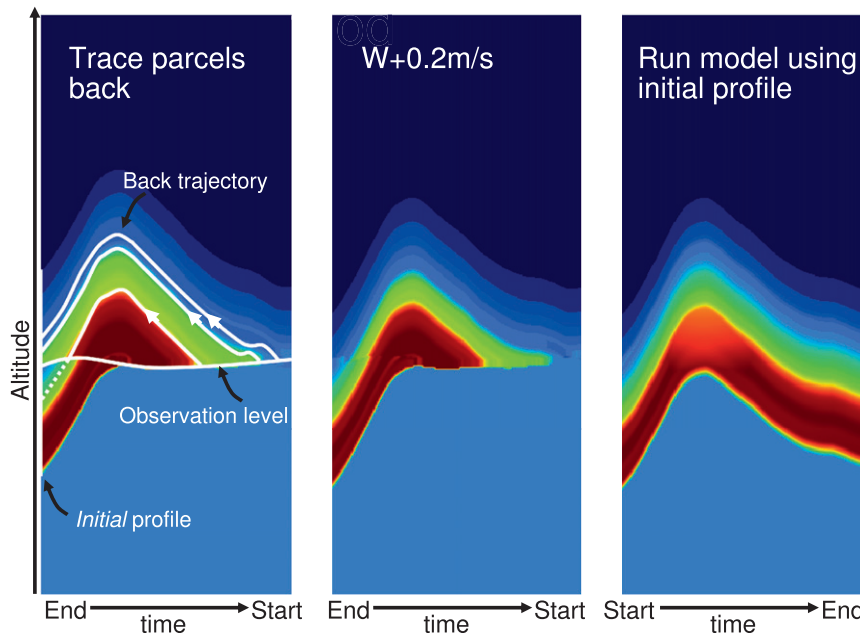 Trace parcels
back
W+0.2m/s
Run model using
initial profile
Back trajectory
Altitude
Observation level
Initial profile
End
Start
time
End
Start
time
Start
End
time